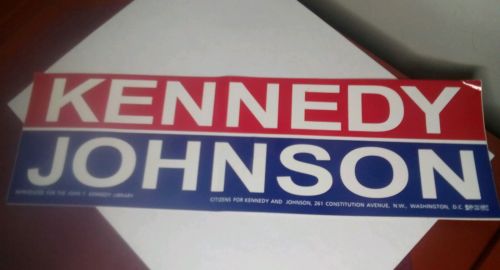 KENNEDY
JOHNSON
REPRODUCED FOR THE JOHN F. KENNEDY LIBRARY
CITIZENS FOR KENNEDY AND JOHNSON, 261 CONSTITUTION AVENUE, N.W., WASHINGTON, D.C.